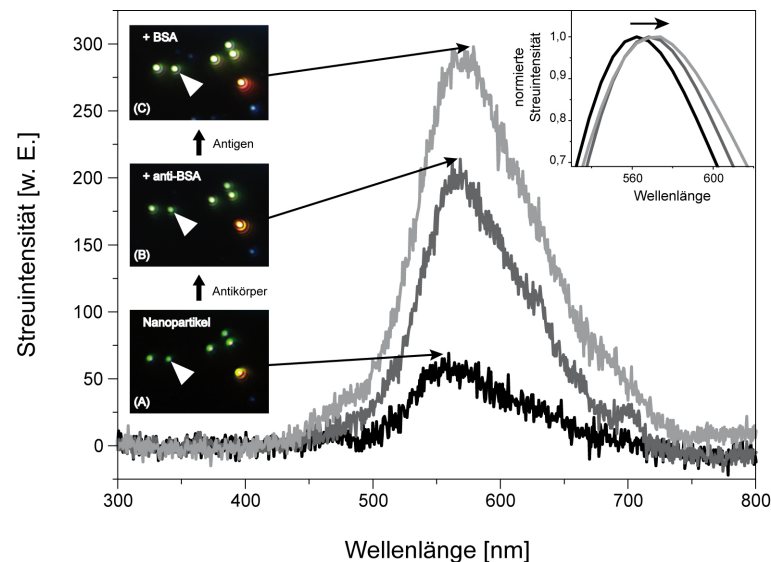 300
250
200
150
100
50
0
Streuintensität [w. E.]
+ BSA
(C)
Antigen
+ anti-BSA
(B)
Antikörper
Nanopartikel
(A)
1,0
0,9
0,8
0,7
normierte
Streuintensität
560
600
Wellenlänge
300
400
500
600
700
800
Wellenlänge [nm]